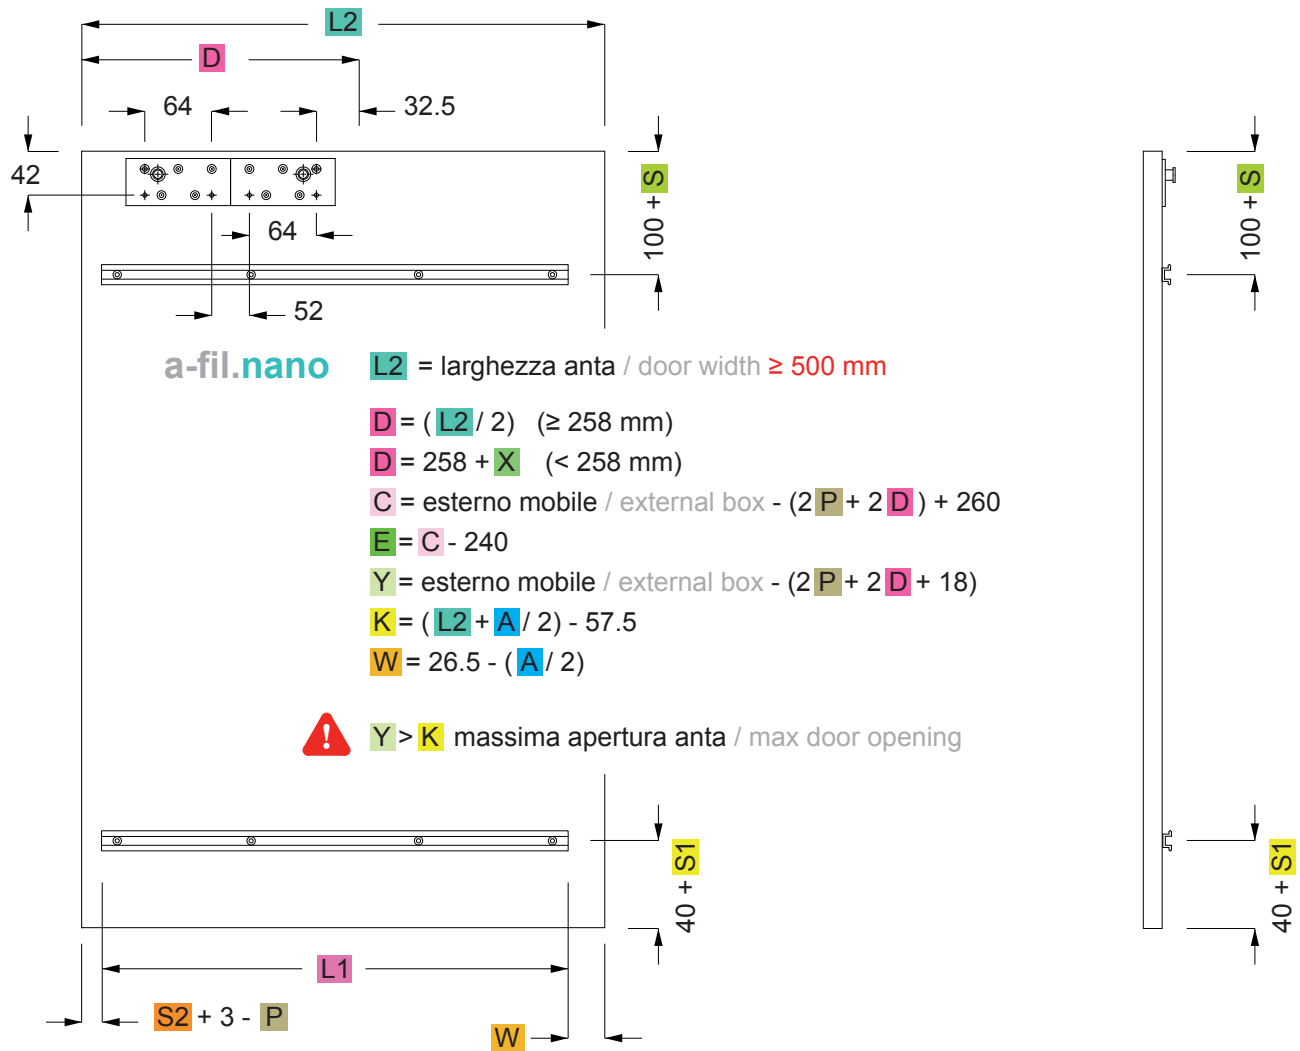 L2
D
64
32.5
42
100 + S
100 + S
64
52
a-fil.nano
L2 = larghezza anta / door width ≥ 500 mm
D = ( L2 / 2) (≥ 258 mm)
D = 258 + X (< 258 mm)
C = esterno mobile / external box - (2 P + 2 D ) + 260
E = C - 240
Y = esterno mobile / external box - (2 P + 2 D + 18)
K = ( L2 + A / 2) - 57.5
W = 26.5 - ( A / 2)
!
Y > K massima apertura anta / max door opening
40 + S1
40 + S1
L1
S2 + 3 - P
W